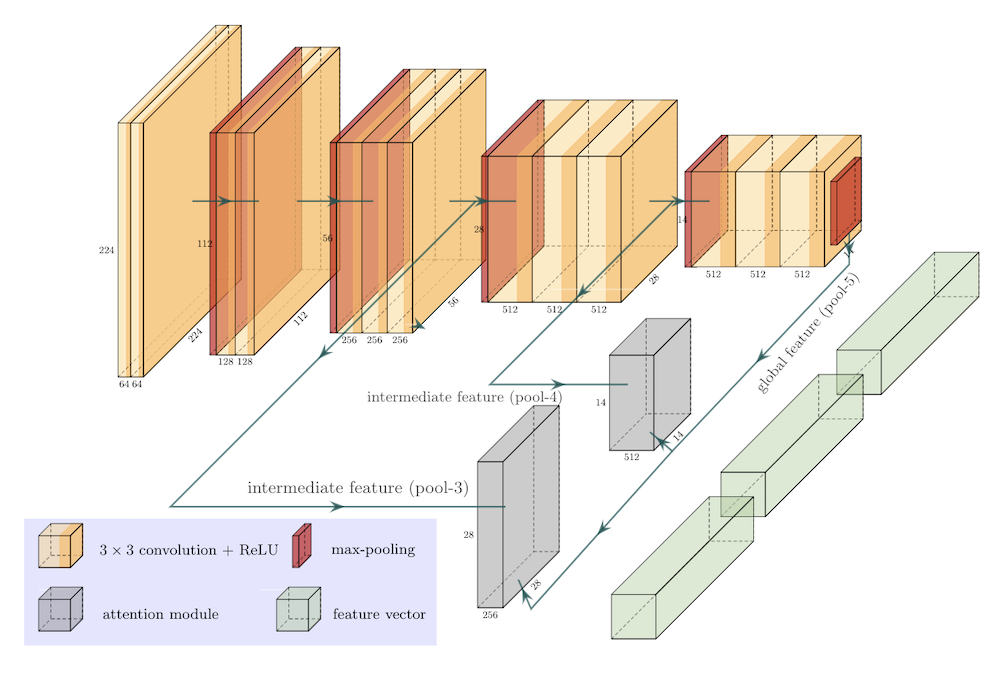 224
224
64 64
112
112
128 128
56
56
256 256 256
28
28
512 512 512
14
512 512 512
global feature (pool-5)
intermediate feature (pool-4)
14
14
512
intermediate feature (pool-3)
28
28
256
3 × 3 convolution + ReLU
max-pooling
attention module
feature vector